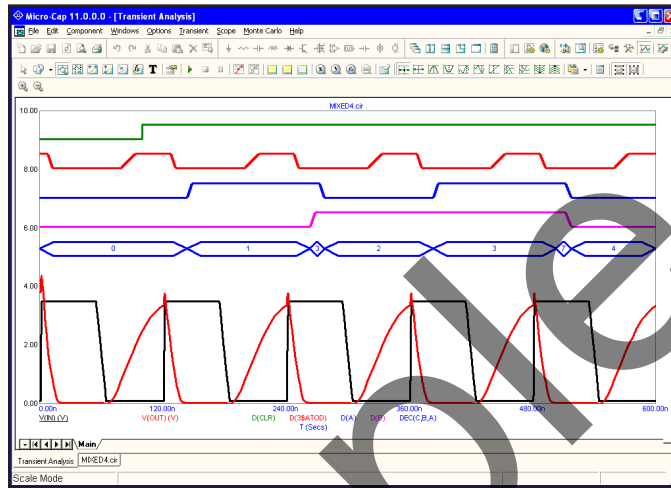 Micro-Cap 11.0.0.0 - [Transient Analysis]
File Edit Component Windows Options Transient Scope Monte Carlo Help
T
MIXED4.cir
10.00
8.00
6.00
0 1 3 2 3 7 4
4.00
2.00
0.00
0.00n 120.00n 240.00n 360.00n 480.00n 600.00n
V(IN) (V) V(OUT) (V) D(CLR) D(3$ATOD) D(A) D(B) DEC(C,B,A)
T (Secs)
Main
Transient Analysis MIXED4.cir
Scale Mode